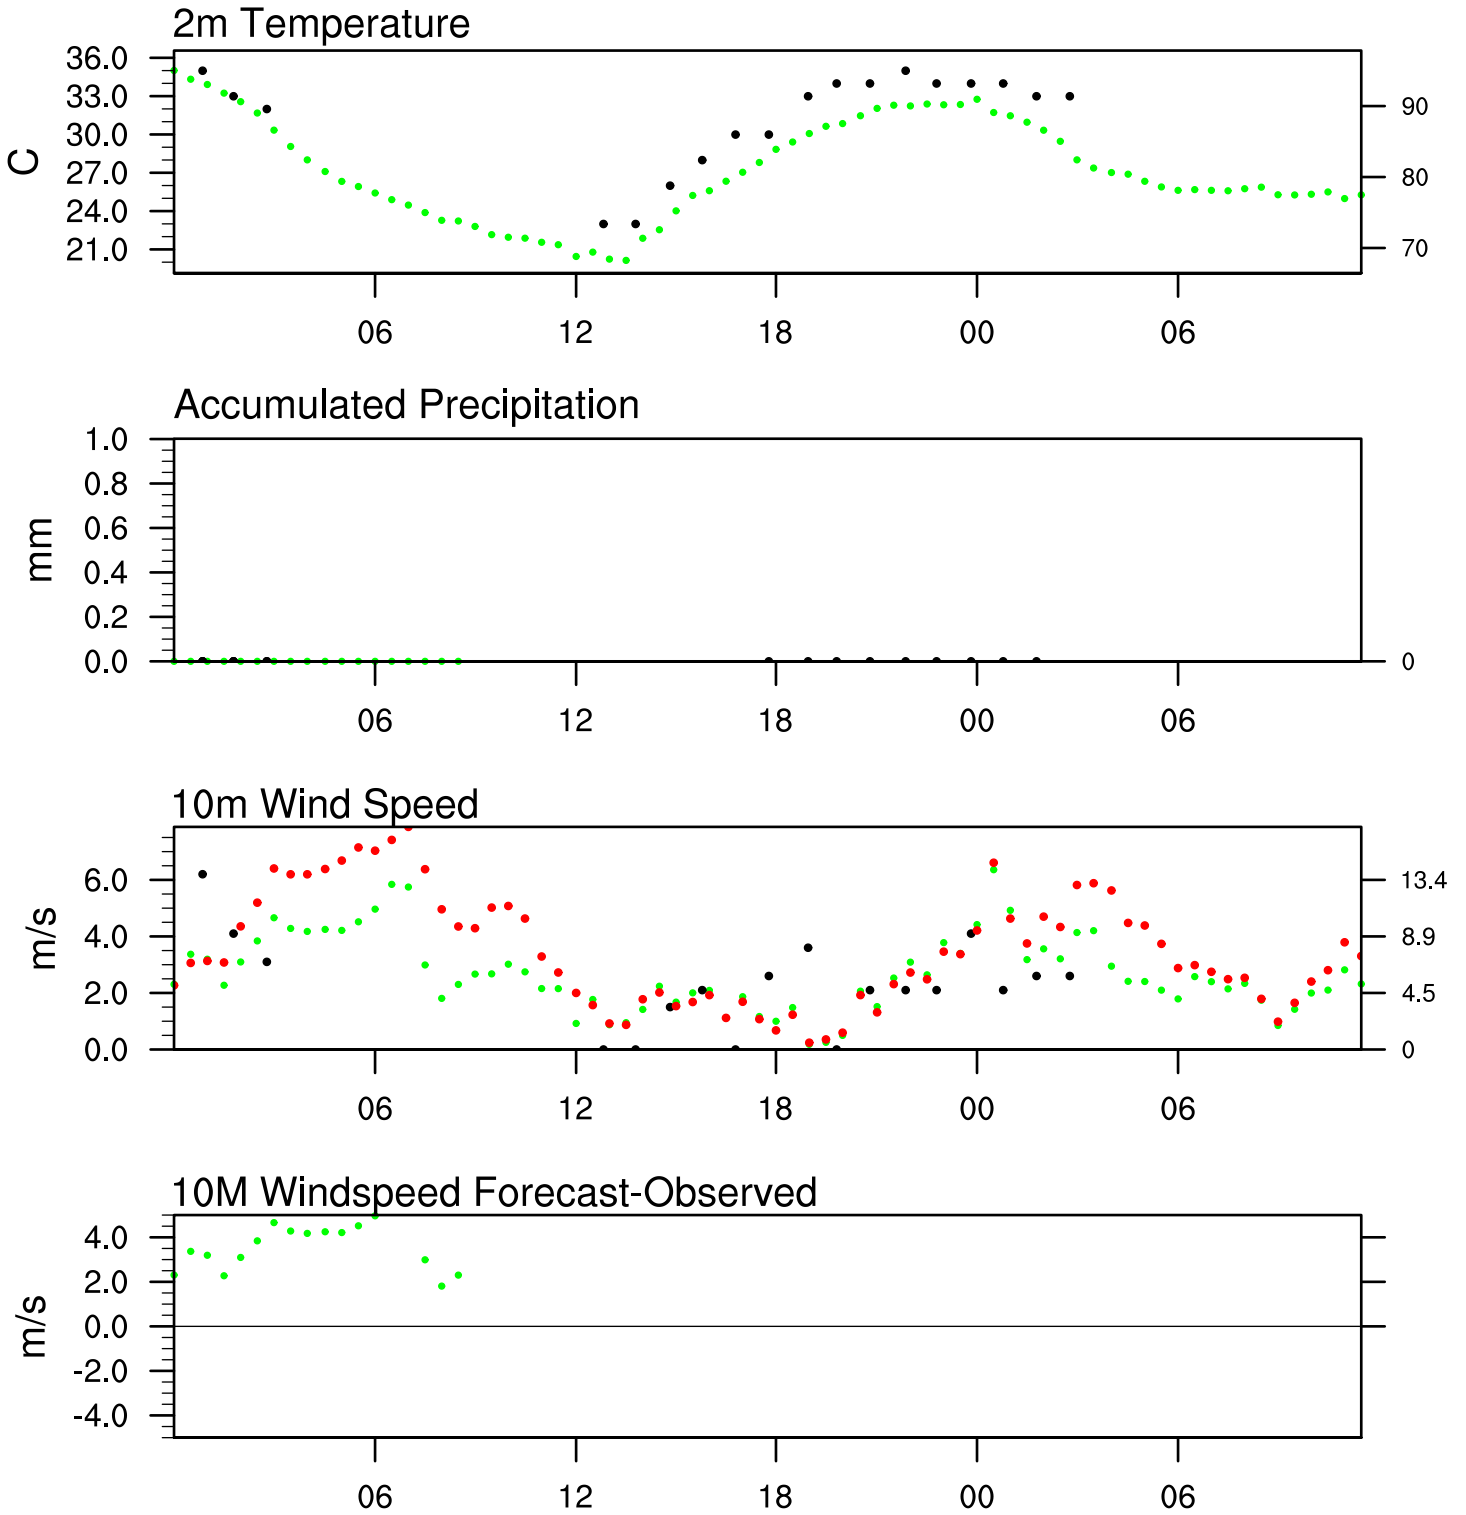 2m Temperature
36.0
33.0
30.0
27.0
24.0
21.0
C
90
80
70
06 12 18 00 06
Accumulated Precipitation
1.0
0.8
0.6
0.4
0.2
0.0
mm
0
06 12 18 00 06
10m Wind Speed
6.0
4.0
2.0
0.0
m/s
13.4
8.9
4.5
0
06 12 18 00 06
10M Windspeed Forecast-Observed
4.0
2.0
0.0
-2.0
-4.0
m/s
06 12 18 00 06